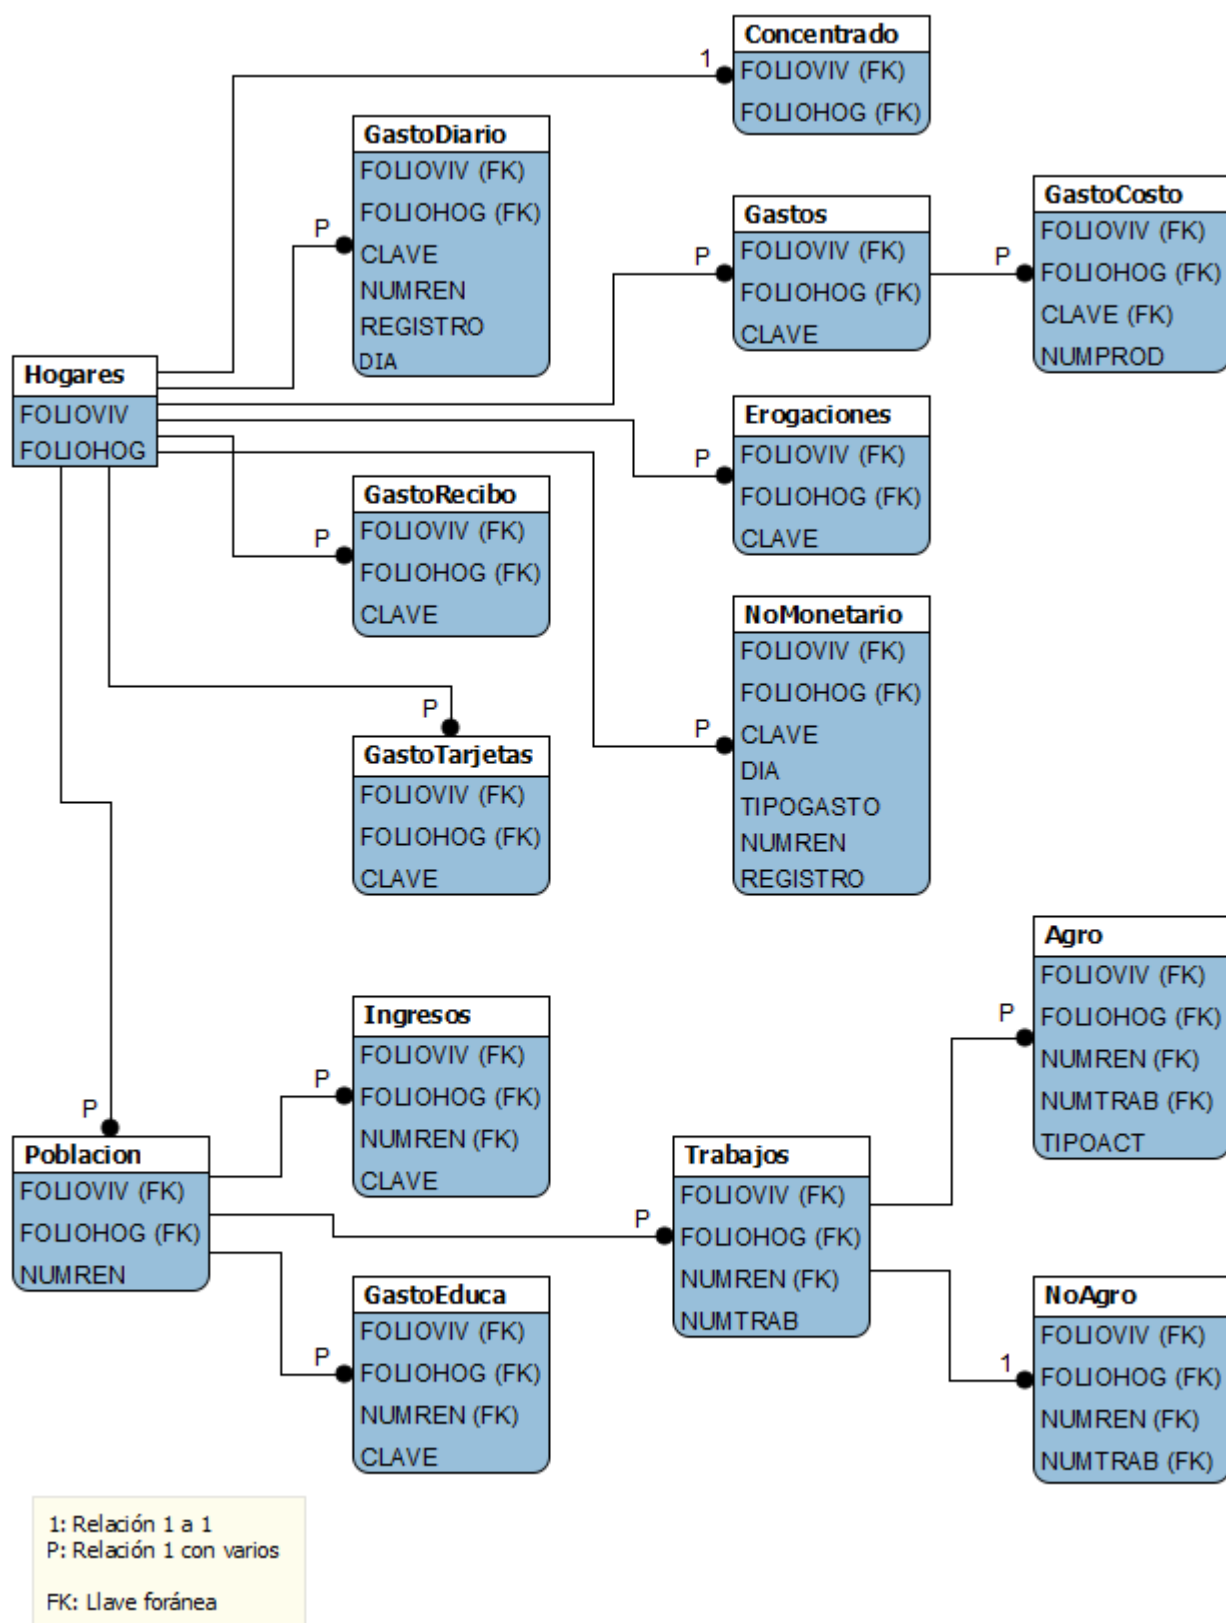 Concentrado
1
FOLIOVIV (FK)
FOLIOHOG (FK)
GastoDiario
FOLIOVIV (FK)
FOLIOHOG (FK)
P
CLAVE
NUMREN
REGISTRO
DIA
Gastos
FOLIOVIV (FK)
P
FOLIOHOG (FK)
CLAVE
GastoCosto
FOLIOVIV (FK)
P
FOLIOHOG (FK)
CLAVE (FK)
NUMPROD
Hogares
FOLIOVIV
FOLIOHOG
Erogaciones
FOLIOVIV (FK)
P
FOLIOHOG (FK)
CLAVE
GastoRecibo
FOLIOVIV (FK)
P
FOLIOHOG (FK)
CLAVE
NoMonetario
FOLIOVIV (FK)
FOLIOHOG (FK)
P
CLAVE
DIA
TIPOGASTO
NUMREN
REGISTRO
P
GastoTarjetas
FOLIOVIV (FK)
FOLIOHOG (FK)
CLAVE
Agro
FOLIOVIV (FK)
P
FOLIOHOG (FK)
NUMREN (FK)
NUMTRAB (FK)
TIPOACT
Ingresos
FOLIOVIV (FK)
P
FOLIOHOG (FK)
NUMREN (FK)
CLAVE
P
Poblacion
FOLIOVIV (FK)
FOLIOHOG (FK)
NUMREN
Trabajos
FOLIOVIV (FK)
P
FOLIOHOG (FK)
NUMREN (FK)
NUMTRAB
GastoEduca
FOLIOVIV (FK)
P
FOLIOHOG (FK)
NUMREN (FK)
CLAVE
NoAgro
FOLIOVIV (FK)
1
FOLIOHOG (FK)
NUMREN (FK)
NUMTRAB (FK)
1: Relación 1 a 1
P: Relación 1 con varios
FK: Llave foránea